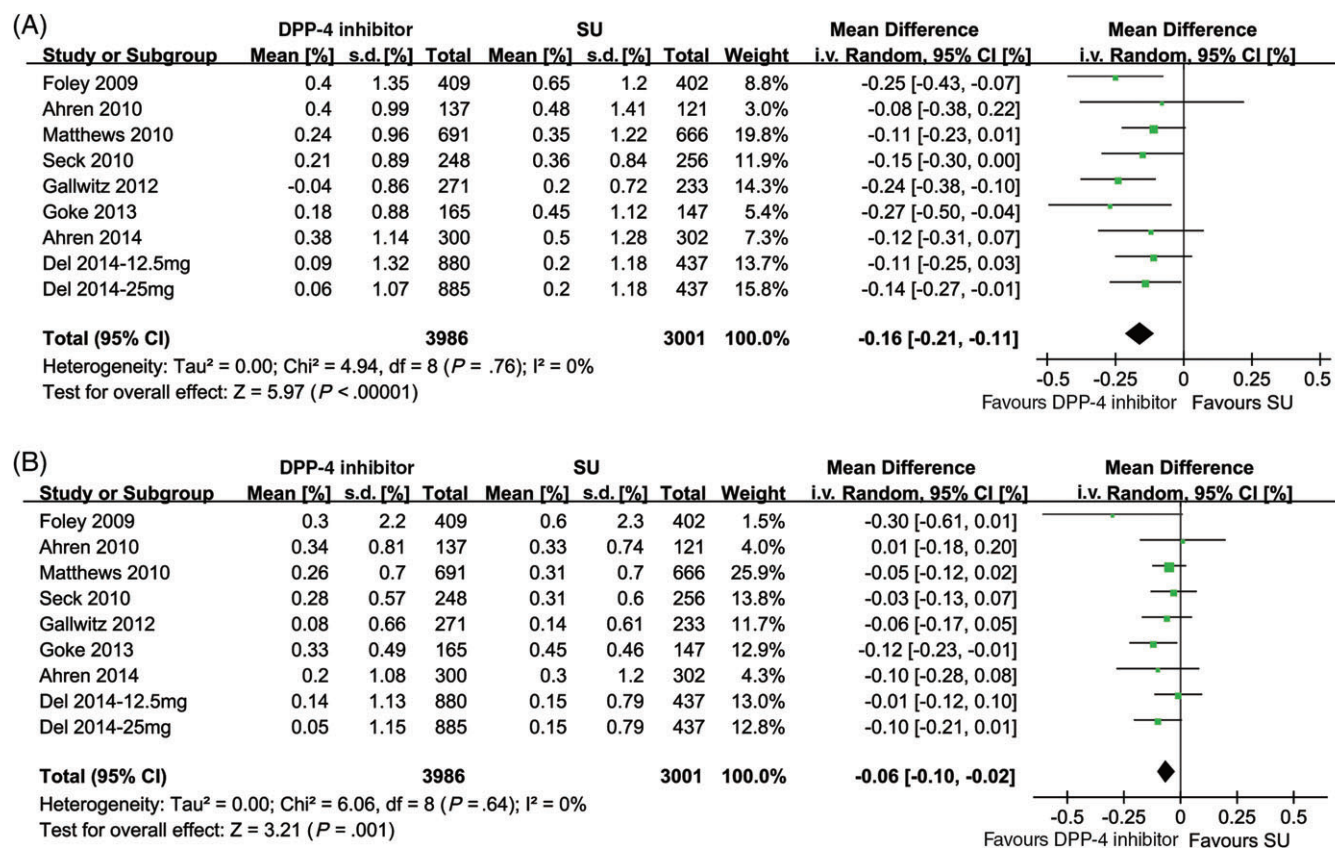 (A)
DPP-4 inhibitor SU Mean Difference Mean Difference
Study or Subgroup Mean [%] s.d. [%] Total Mean [%] s.d. [%] Total Weight i.v. Random, 95% CI [%] i.v. Random, 95% CI [%]
Foley 2009 0.4 1.35 409 0.65 1.2 402 8.8% -0.25 [-0.43, -0.07]
Ahren 2010 0.4 0.99 137 0.48 1.41 121 3.0% -0.08 [-0.38, 0.22]
Matthews 2010 0.24 0.96 691 0.35 1.22 666 19.8% -0.11 [-0.23, 0.01]
Seck 2010 0.21 0.89 248 0.36 0.84 256 11.9% -0.15 [-0.30, 0.00]
Gallwitz 2012 -0.04 0.86 271 0.2 0.72 233 14.3% -0.24 [-0.38, -0.10]
Goke 2013 0.18 0.88 165 0.45 1.12 147 5.4% -0.27 [-0.50, -0.04]
Ahren 2014 0.38 1.14 300 0.5 1.28 302 7.3% -0.12 [-0.31, 0.07]
Del 2014-12.5mg 0.09 1.32 880 0.2 1.18 437 13.7% -0.11 [-0.25, 0.03]
Del 2014-25mg 0.06 1.07 885 0.2 1.18 437 15.8% -0.14 [-0.27, -0.01]
Total (95% CI) 3986 3001 100.0% -0.16 [-0.21, -0.11]
Heterogeneity: Tau² = 0.00; Chi² = 4.94, df = 8 (P = .76); I² = 0%
Test for overall effect: Z = 5.97 (P < .00001)
-0.5 -0.25 0 0.25 0.5
Favours DPP-4 inhibitor Favours SU
(B)
DPP-4 inhibitor SU Mean Difference Mean Difference
Study or Subgroup Mean [%] s.d. [%] Total Mean [%] s.d. [%] Total Weight i.v. Random, 95% CI [%] i.v. Random, 95% CI [%]
Foley 2009 0.3 2.2 409 0.6 2.3 402 1.5% -0.30 [-0.61, 0.01]
Ahren 2010 0.34 0.81 137 0.33 0.74 121 4.0% 0.01 [-0.18, 0.20]
Matthews 2010 0.26 0.7 691 0.31 0.7 666 25.9% -0.05 [-0.12, 0.02]
Seck 2010 0.28 0.57 248 0.31 0.6 256 13.8% -0.03 [-0.13, 0.07]
Gallwitz 2012 0.08 0.66 271 0.14 0.61 233 11.7% -0.06 [-0.17, 0.05]
Goke 2013 0.33 0.49 165 0.45 0.46 147 12.9% -0.12 [-0.23, -0.01]
Ahren 2014 0.2 1.08 300 0.3 1.2 302 4.3% -0.10 [-0.28, 0.08]
Del 2014-12.5mg 0.14 1.13 880 0.15 0.79 437 13.0% -0.01 [-0.12, 0.10]
Del 2014-25mg 0.05 1.15 885 0.15 0.79 437 12.8% -0.10 [-0.21, 0.01]
Total (95% CI) 3986 3001 100.0% -0.06 [-0.10, -0.02]
Heterogeneity: Tau² = 0.00; Chi² = 6.06, df = 8 (P = .64); I² = 0%
Test for overall effect: Z = 3.21 (P = .001)
-0.5 -0.25 0 0.25 0.5
Favours DPP-4 inhibitor Favours SU